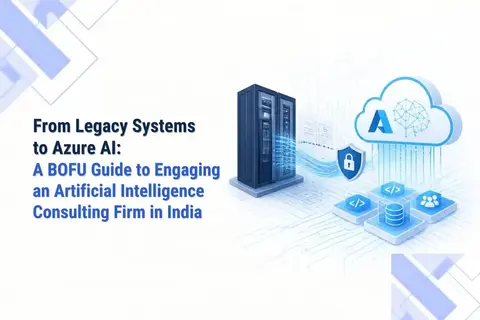 From Legacy Systems
to Azure AI:
A BOFU Guide to Engaging
an Artificial Intelligence
Consulting Firm in India